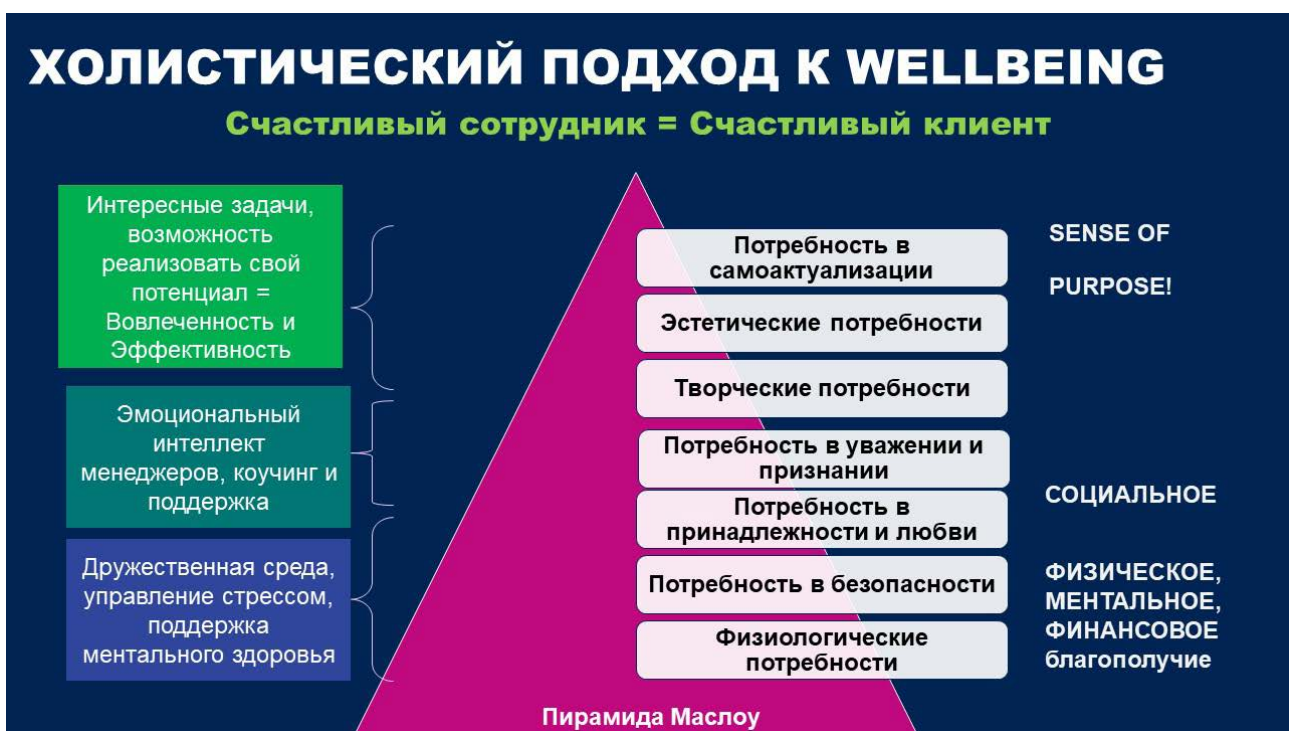 ХОЛИСТИЧЕСКИЙ ПОДХОД К WELLBEING
Счастливый сотрудник = Счастливый клиент
Интересные задачи,
возможность
реализовать свой
потенциал =
Вовлеченность и
Эффективность
Эмоциональный
интеллект
менеджеров, коучинг и
поддержка
Дружественная среда,
управление стрессом,
поддержка
ментального здоровья
Потребность в
самоактуализации
Эстетические потребности
Творческие потребности
Потребность в уважении и
признании
Потребность в
принадлежности и любви
Потребность в безопасности
Физиологические
потребности
Пирамида Маслоу
SENSE OF
PURPOSE!
СОЦИАЛЬНОЕ
ФИЗИЧЕСКОЕ,
МЕНТАЛЬНОЕ,
ФИНАНСОВОЕ
благополучие